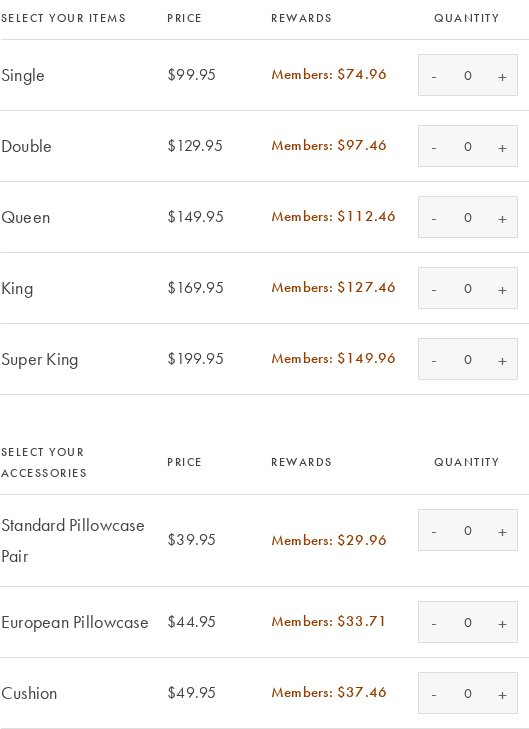 SELECT YOUR ITEMS PRICE REWARDS QUANTITY
Single $99.95 Members: $74.96 - 0 +
Double $129.95 Members: $97.46 - 0 +
Queen $149.95 Members: $112.46 - 0 +
King $169.95 Members: $127.46 - 0 +
Super King $199.95 Members: $149.96 - 0 +
SELECT YOUR
ACCESSORIES PRICE REWARDS QUANTITY
Standard Pillowcase
Pair $39.95 Members: $29.96 - 0 +
European Pillowcase $44.95 Members: $33.71 - 0 +
Cushion $49.95 Members: $37.46 - 0 +